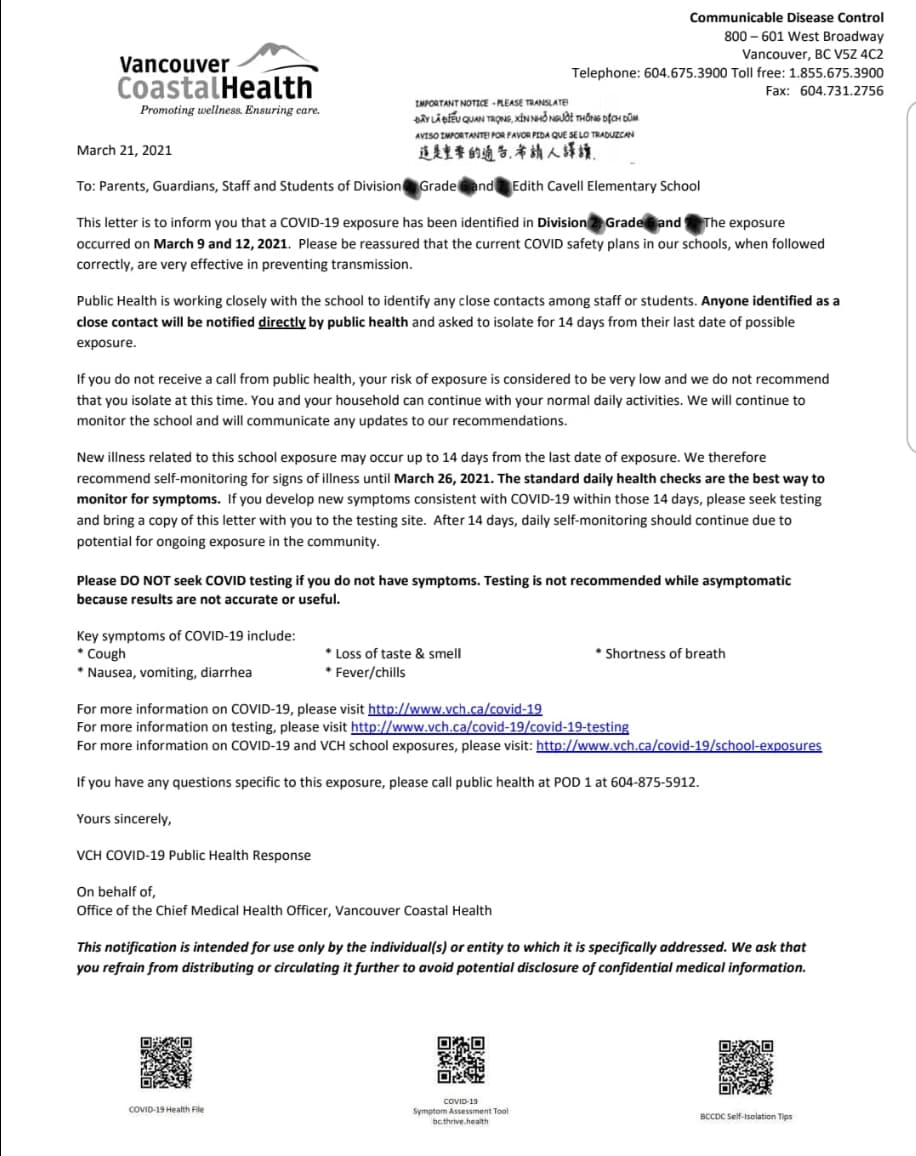 Communicable Disease Control
800 – 601 West Broadway
Vancouver, BC V5Z 4C2
Telephone: 604.675.3900 Toll free: 1.855.675.3900
Fax: 604.731.2756
Vancouver
CoastalHealth
Promoting wellness. Ensuring care.
IMPORTANT NOTICE - PLEASE TRANSLATE!
ĐÂY LÀ ĐIỀU QUAN TRỌNG, XIN NHỜ NGƯỜI THÔNG DỊCH DÙM
AVISO IMPORTANTE! POR FAVOR PIDA QUE SE LO TRADUZCAN
這是重要的通告,希請人譯讀.
March 21, 2021
To: Parents, Guardians, Staff and Students of Division Grade and Edith Cavell Elementary School
This letter is to inform you that a COVID-19 exposure has been identified in Division Grade and The exposure
occurred on March 9 and 12, 2021. Please be reassured that the current COVID safety plans in our schools, when followed
correctly, are very effective in preventing transmission.
Public Health is working closely with the school to identify any close contacts among staff or students. Anyone identified as a
close contact will be notified directly by public health and asked to isolate for 14 days from their last date of possible
exposure.
If you do not receive a call from public health, your risk of exposure is considered to be very low and we do not recommend
that you isolate at this time. You and your household can continue with your normal daily activities. We will continue to
monitor the school and will communicate any updates to our recommendations.
New illness related to this school exposure may occur up to 14 days from the last date of exposure. We therefore
recommend self-monitoring for signs of illness until March 26, 2021. The standard daily health checks are the best way to
monitor for symptoms. If you develop new symptoms consistent with COVID-19 within those 14 days, please seek testing
and bring a copy of this letter with you to the testing site. After 14 days, daily self-monitoring should continue due to
potential for ongoing exposure in the community.
Please DO NOT seek COVID testing if you do not have symptoms. Testing is not recommended while asymptomatic
because results are not accurate or useful.
Key symptoms of COVID-19 include:
* Cough * Loss of taste & smell * Shortness of breath
* Nausea, vomiting, diarrhea * Fever/chills
For more information on COVID-19, please visit http://www.vch.ca/covid-19
For more information on testing, please visit http://www.vch.ca/covid-19/covid-19-testing
For more information on COVID-19 and VCH school exposures, please visit: http://www.vch.ca/covid-19/school-exposures
If you have any questions specific to this exposure, please call public health at POD 1 at 604-875-5912.
Yours sincerely,
VCH COVID-19 Public Health Response
On behalf of,
Office of the Chief Medical Health Officer, Vancouver Coastal Health
This notification is intended for use only by the individual(s) or entity to which it is specifically addressed. We ask that
you refrain from distributing or circulating it further to avoid potential disclosure of confidential medical information.
COVID-19 Health File
COVID-19
Symptom Assessment Tool
bc.thrive.health
BCCDC Self-Isolation Tips